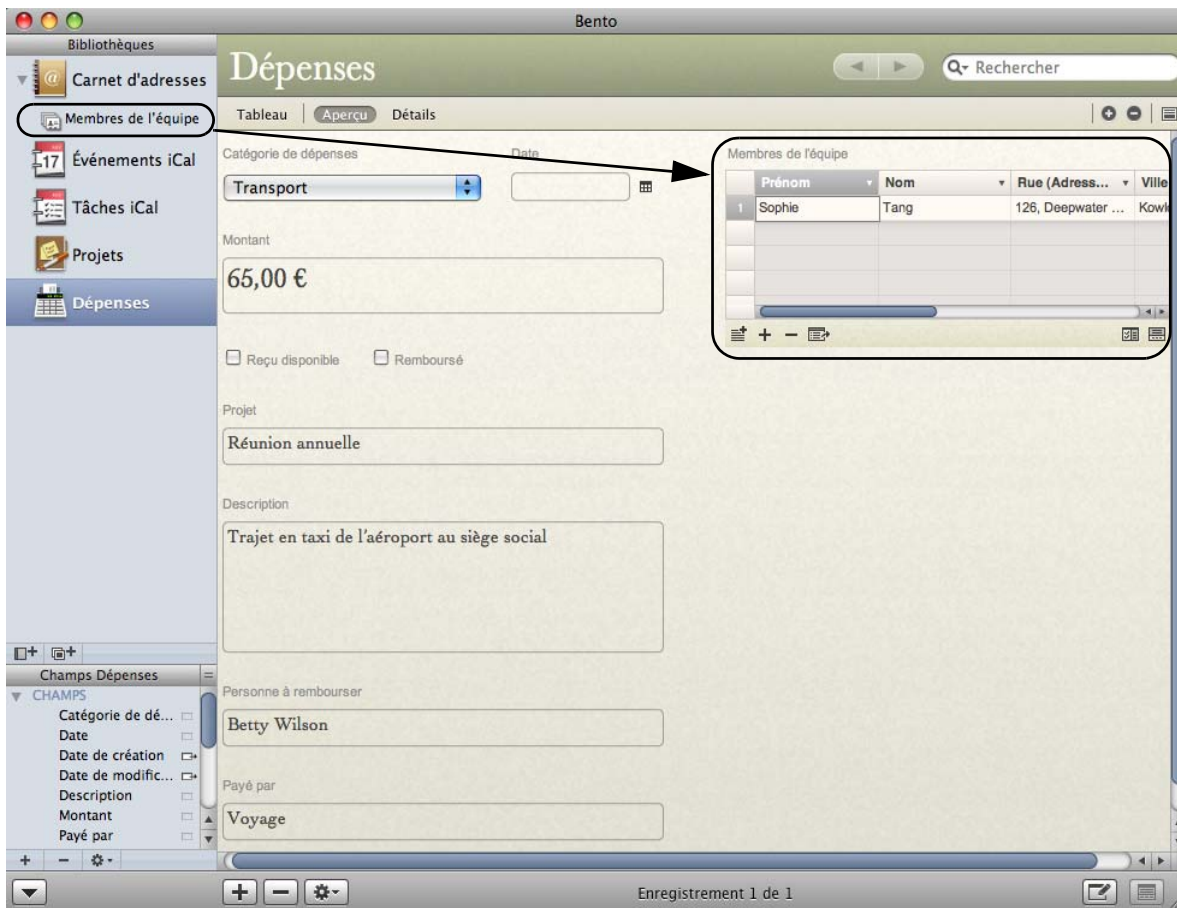 Bento
Bibliothèques
Carnet d'adresses
Membres de l'équipe
Événements iCal
17
Tâches iCal
Projets
Dépenses
Champs Dépenses
CHAMPS
Catégorie de dé...
Date
Date de création
Date de modific...
Description
Montant
Payé par
Dépenses
Rechercher
Tableau
Aperçu
Détails
Catégorie de dépenses
Date
Transport
Montant
65,00 €
Reçu disponible
Remboursé
Projet
Réunion annuelle
Description
Trajet en taxi de l'aéroport au siège social
Personne à rembourser
Betty Wilson
Payé par
Voyage
Membres de l'équipe
Prénom Nom Rue (Adress... Ville
1 Sophie Tang 126, Deepwater ...
Enregistrement 1 de 1